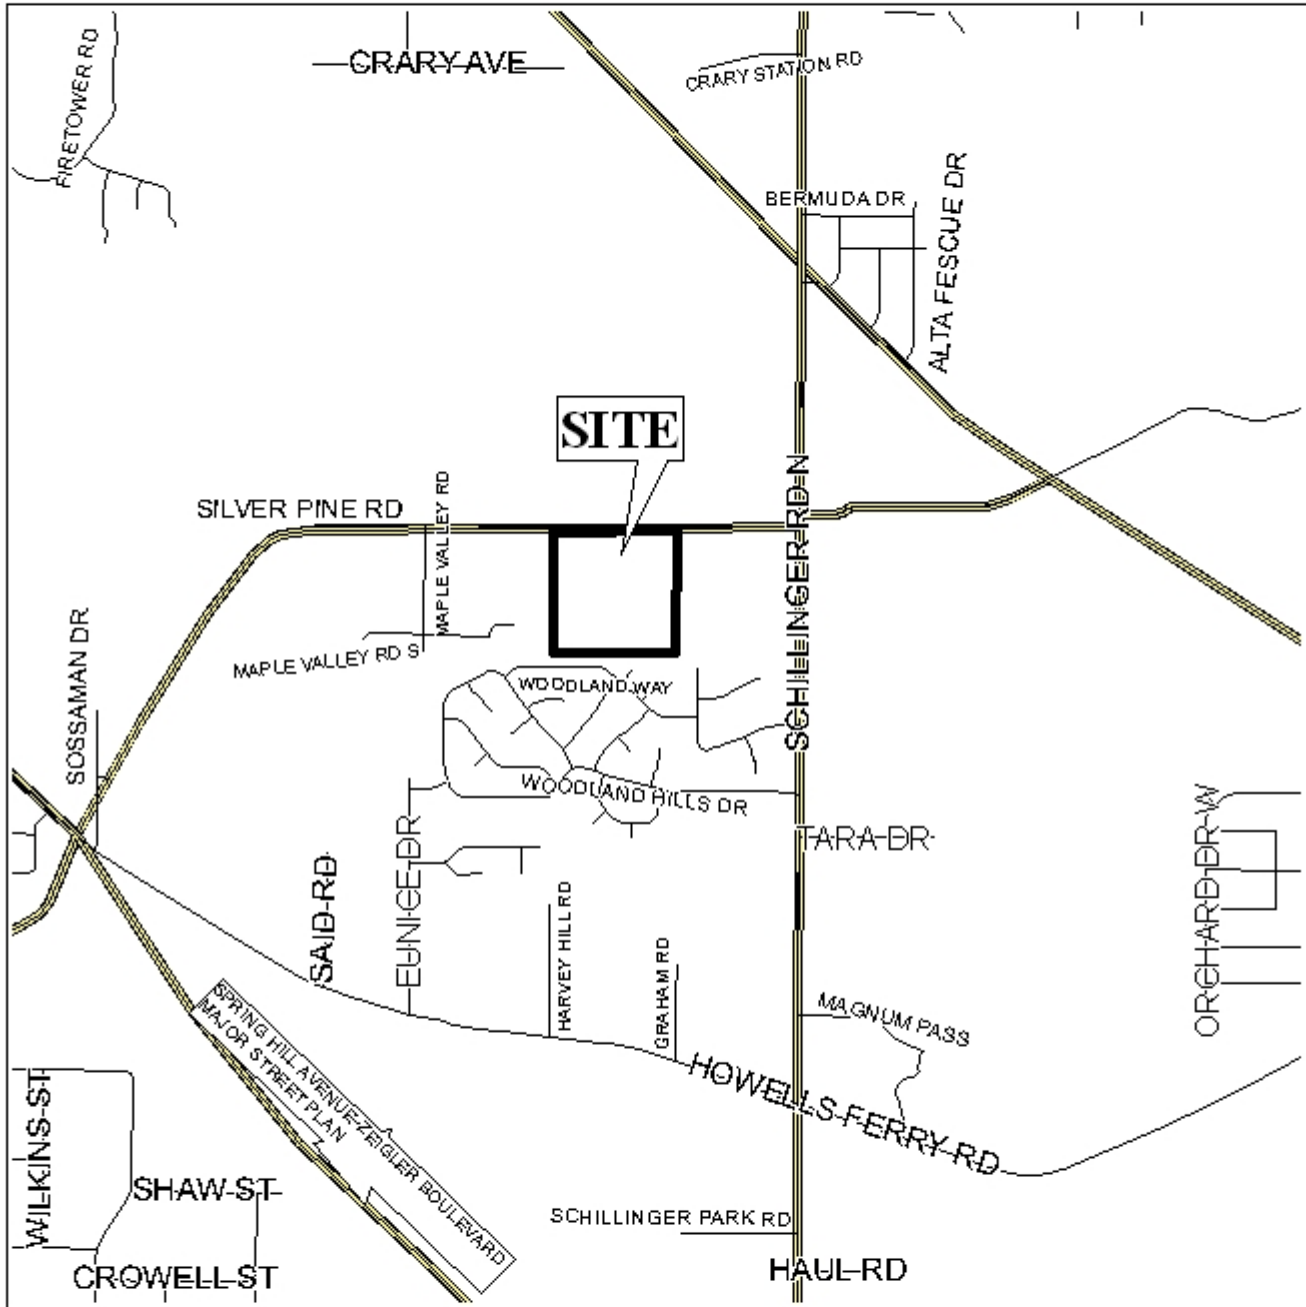 FIRETOWER RD
CRARY AVE
CRARY STATION RD
BERMUDA DR
ALTA FESCUE DR
SITE
SILVER PINE RD
MAPLE VALLEY RD
SCHILLINGER RD N
MAPLE VALLEY RD S
SOSSAMAN DR
WOODLAND WAY
WOODLAND HILLS DR
TARA DR
ORCHARD DR W
SAID RD
EUNICE DR
HARVEY HILL RD
GRAHAM RD
MAGNUM PASS
SPRING HILL AVENUE-ZEIGLER BOULEVARD
MAJOR STREET PLAN
HOWELLS FERRY RD
WILKINS ST
SHAW ST
SCHILLINGER PARK RD
CROWELL ST
HAUL RD